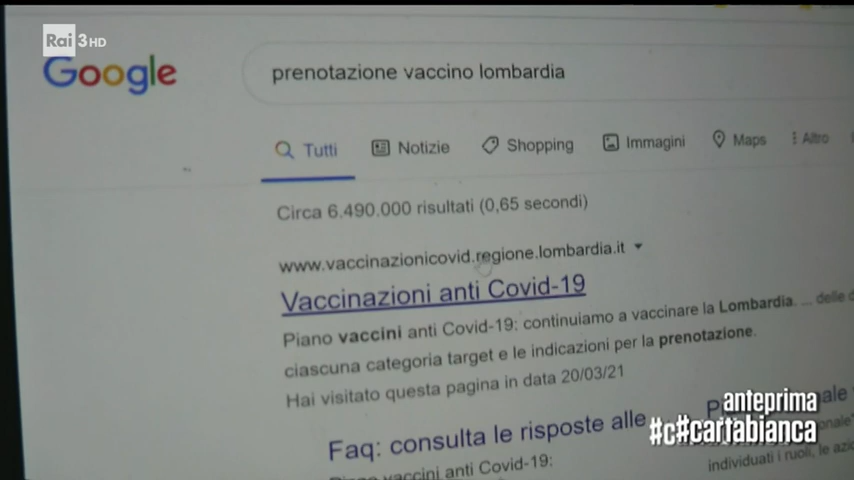 Rai 3HD
Google
prenotazione vaccino lombardia
Tutti Notizie Shopping Immagini Maps Altro
Circa 6.490.000 risultati (0,65 secondi)
www.vaccinazionicovid.regione.lombardia.it
Vaccinazioni anti Covid-19
Piano vaccini anti Covid-19: continuiamo a vaccinare la Lombardia. ... delle
ciascuna categoria target e le indicazioni per la prenotazione.
Hai visitato questa pagina in data 20/03/21
Faq: consulta le risposte alle
vaccini anti Covid-19:
individuati i ruoli, le
anteprima
#c#cartabianca